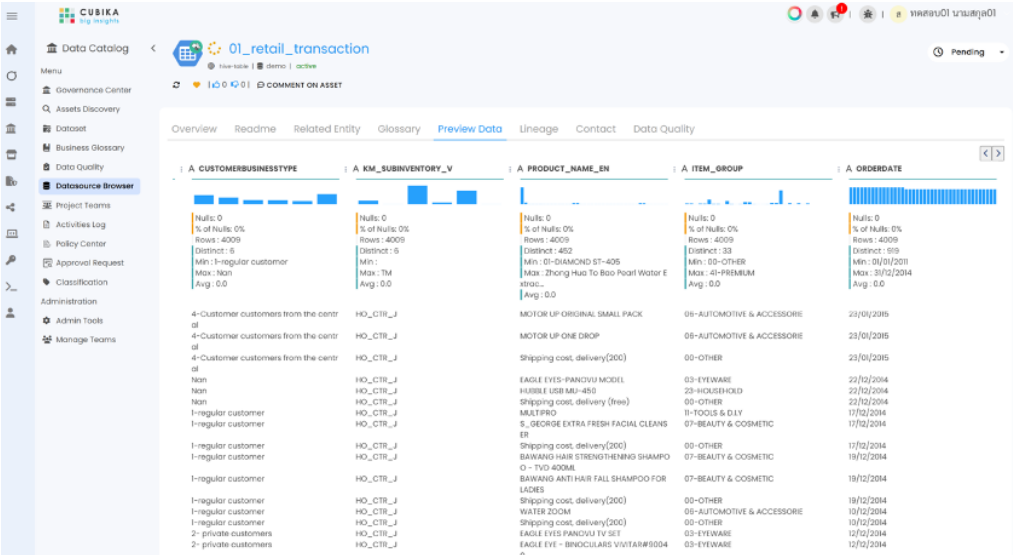 CUBIKA
big insights
1
ทดสอบ01 นามสกุล01
Data Catalog
01_retail_transaction
hive-table | demo | active
Pending
0 0 | COMMENT ON ASSET
Menu
Governance Center
Assets Discovery
Dataset
Business Glossary
Data Quality
Datasource Browser
Project Teams
Activities Log
Policy Center
Approval Request
Classification
Administration
Admin Tools
Manage Teams
Overview Readme Related Entity Glossary Preview Data Lineage Contact Data Quality
A CUSTOMERBUSINESSTYPE
Nulls: 0
% of Nulls: 0%
Rows : 4009
Distinct : 6
Min : 1-regular customer
Max : Nan
Avg : 0.0
A KM_SUBINVENTORY_V
Nulls: 0
% of Nulls: 0%
Rows : 4009
Distinct : 6
Min :
Max : TM
Avg : 0.0
A PRODUCT_NAME_EN
Nulls: 0
% of Nulls: 0%
Rows : 4009
Distinct : 452
Min : 01-DIAMOND ST-405
Max : Zhong Hua To Bao Pearl Water E
xtrac...
Avg : 0.0
A ITEM_GROUP
Nulls: 0
% of Nulls: 0%
Rows : 4009
Distinct : 33
Min : 00-OTHER
Max : 41-PREMIUM
Avg : 0.0
A ORDERDATE
Nulls: 0
% of Nulls: 0%
Rows : 4009
Distinct : 519
Min : 01/01/2011
Max : 31/12/2014
Avg : 0.0
4-Customer customers from the centr HO_CTR_J MOTOR UP ORIGINAL SMALL PACK 06-AUTOMOTIVE & ACCESSORIE 23/01/2015
al
4-Customer customers from the centr HO_CTR_J MOTOR UP ONE DROP 06-AUTOMOTIVE & ACCESSORIE 23/01/2015
al
4-Customer customers from the centr HO_CTR_J Shipping cost, delivery(200) 00-OTHER 23/01/2015
al
Nan HO_CTR_J EAGLE EYES-PANOVU MODEL 03-EYEWARE 22/12/2014
Nan HO_CTR_J HUBBLE USB MU-450 23-HOUSEHOLD 22/12/2014
Nan HO_CTR_J Shipping cost, delivery (free) 00-OTHER 22/12/2014
1-regular customer HO_CTR_J MULTIPRO 11-TOOLS & D.I.Y 17/12/2014
1-regular customer HO_CTR_J S_GEORGE EXTRA FRESH FACIAL CLEANS 07-BEAUTY & COSMETIC 17/12/2014
ER
1-regular customer HO_CTR_J Shipping cost, delivery(200) 00-OTHER 17/12/2014
1-regular customer HO_CTR_J BAWANG HAIR STRENGTHENING SHAMPO 07-BEAUTY & COSMETIC 19/12/2014
O - TVD 400ML
1-regular customer HO_CTR_J BAWANG ANTI HAIR FALL SHAMPOO FOR 07-BEAUTY & COSMETIC 19/12/2014
LADIES
1-regular customer HO_CTR_J Shipping cost, delivery(200) 00-OTHER 19/12/2014
1-regular customer HO_CTR_J WATER ZOOM 06-AUTOMOTIVE & ACCESSORIE 10/12/2014
1-regular customer HO_CTR_J Shipping cost, delivery(200) 00-OTHER 10/12/2014
2- private customers HO_CTR_J EAGLE EYES PANOVU TV SET 03-EYEWARE 12/12/2014
2- private customers HO_CTR_J EAGLE EYE - BINOCULARS VIVITAR#9004 03-EYEWARE 12/12/2014